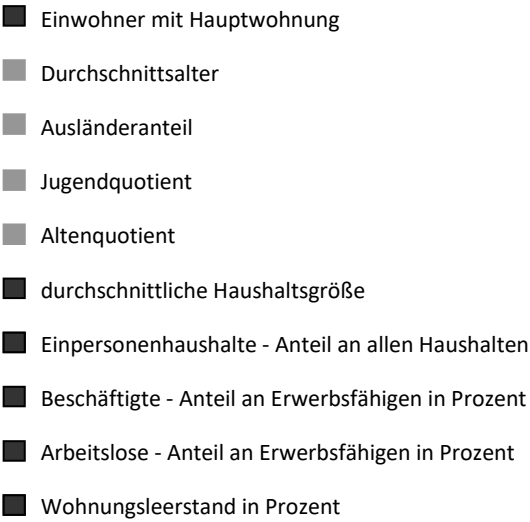 Einwohner mit Hauptwohnung
Durchschnittsalter
Ausländeranteil
Jugendquotient
Altenquotient
durchschnittliche Haushaltsgröße
Einpersonenhaushalte - Anteil an allen Haushalten
Beschäftigte - Anteil an Erwerbsfähigen in Prozent
Arbeitslose - Anteil an Erwerbsfähigen in Prozent
Wohnungsleerstand in Prozent